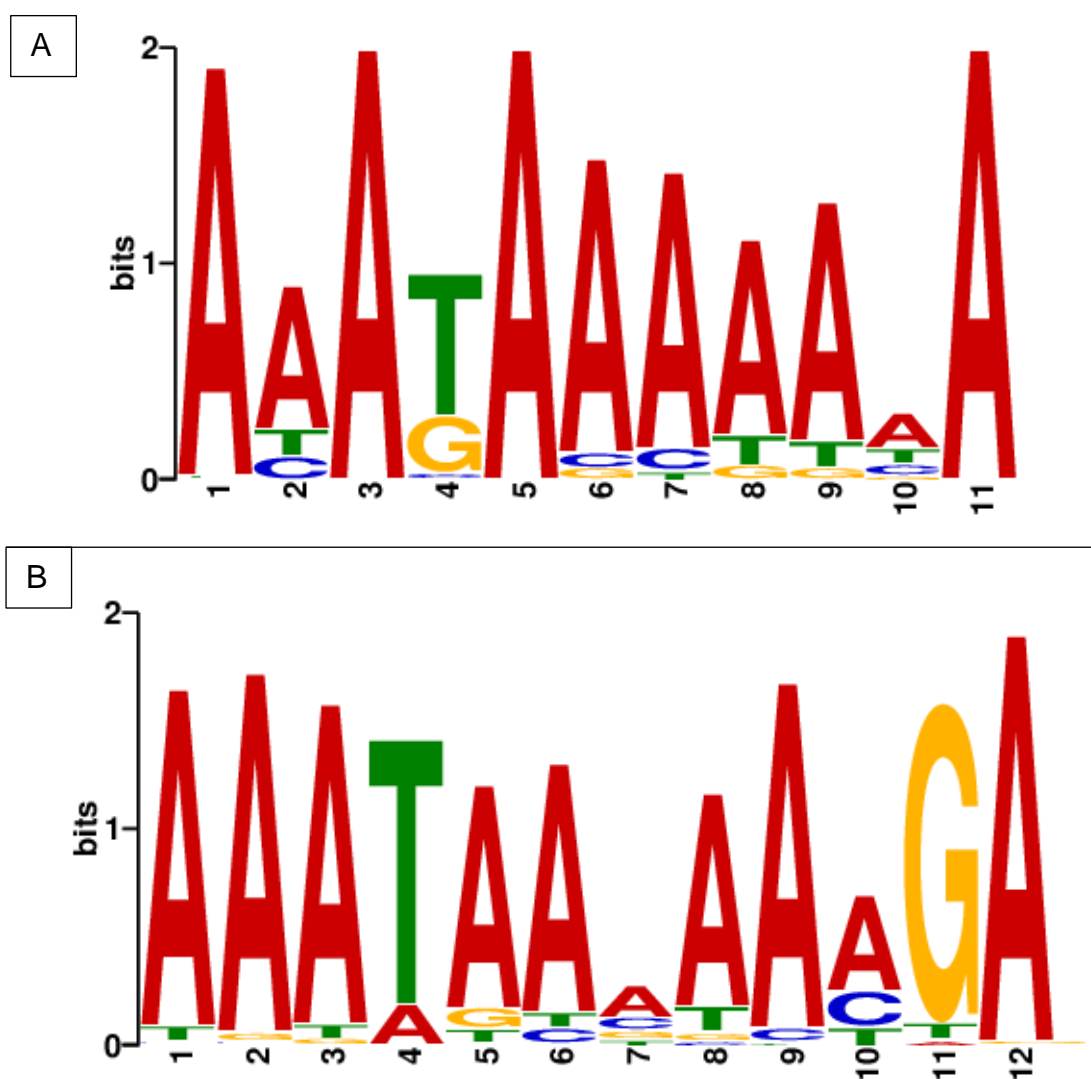 A
2
bits
1
0
A A A T A A A A A A A
T G C C T T T
C G T G G C
1 2 3 4 5 6 7 8 9 10 11
B
2
bits
1
0
A A A T A A A A A A G A
T G T A G T C T C C T
G T C G G T
1 2 3 4 5 6 7 8 9 10 11 12